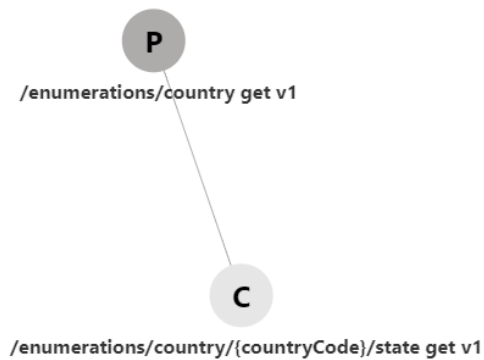 P
/enumerations/country get v1
C
/enumerations/country/{countryCode}/state get v1